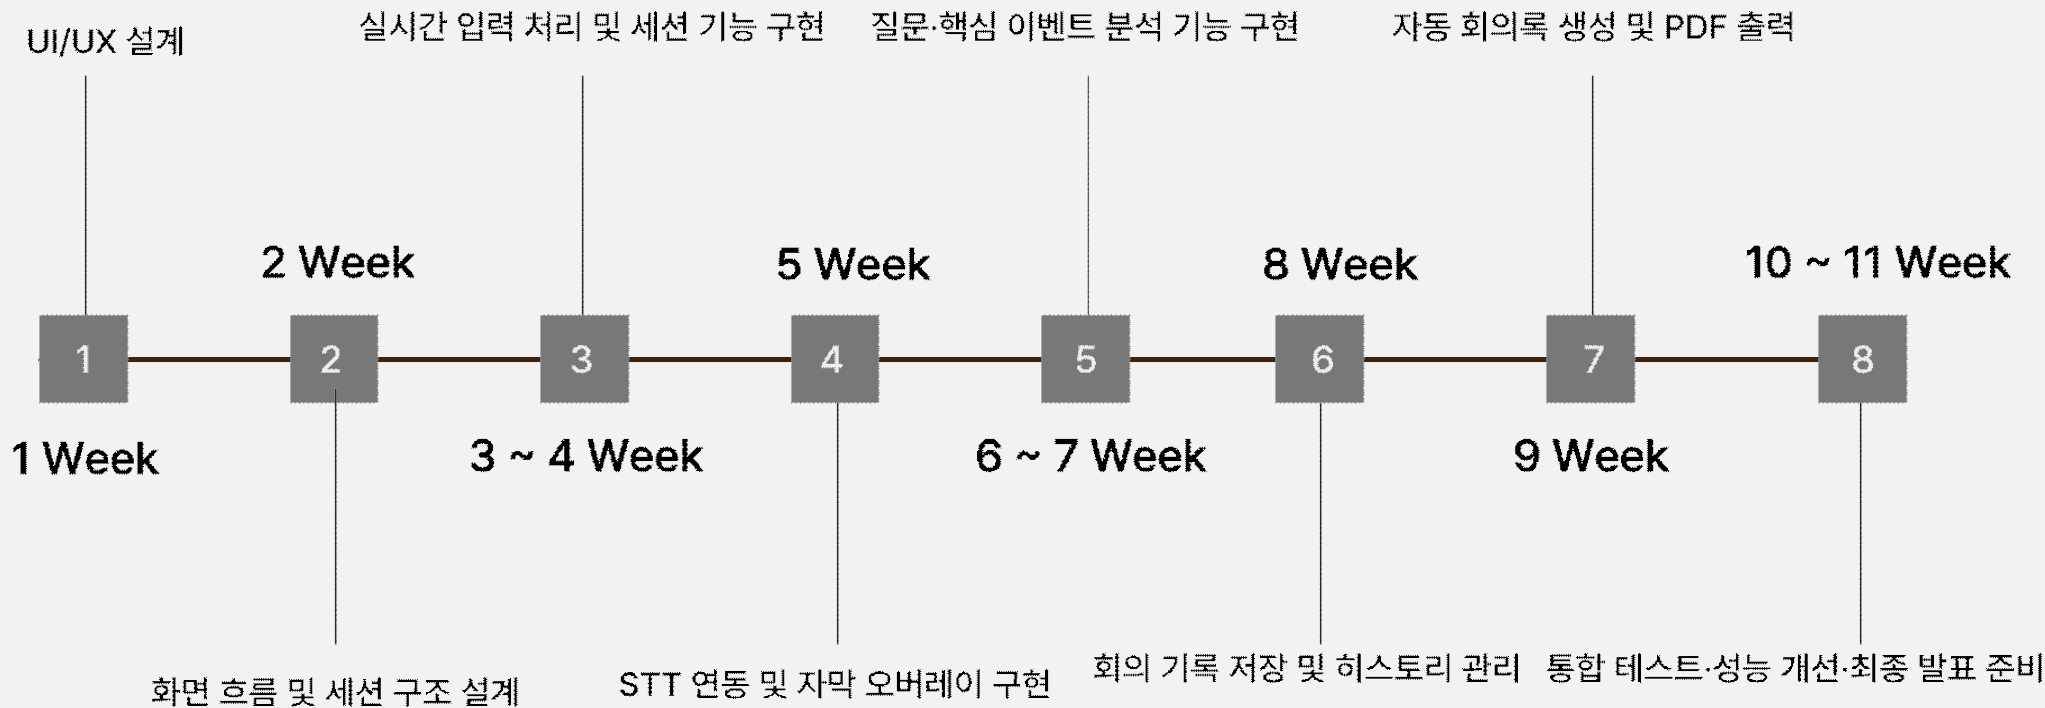 UI/UX 설계
실시간 입력 처리 및 세션 기능 구현
질문·핵심 이벤트 분석 기능 구현
자동 회의록 생성 및 PDF 출력
2 Week
5 Week
8 Week
10 ~ 11 Week
1
2
3
4
5
6
7
8
1 Week
3 ~ 4 Week
6 ~ 7 Week
9 Week
화면 흐름 및 세션 구조 설계
STT 연동 및 자막 오버레이 구현
회의 기록 저장 및 히스토리 관리
통합 테스트·성능 개선·최종 발표 준비